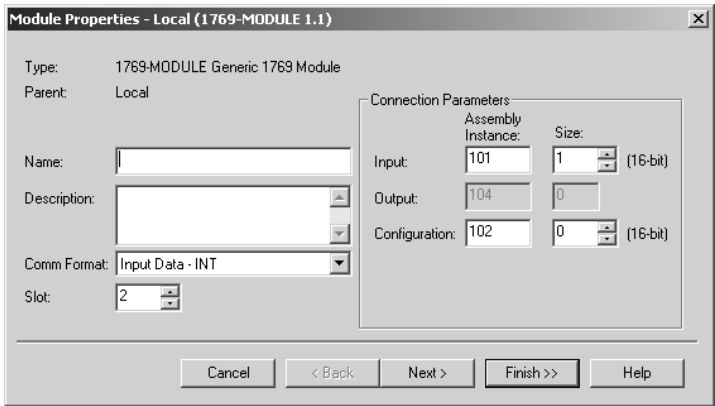 Module Properties - Local (1769-MODULE 1.1)
Type: 1769-MODULE Generic 1769 Module
Parent: Local
Connection Parameters
Assembly
Instance: Size:
Name:
Input: 101 1 (16-bit)
Description:
Output: 104 0
Configuration: 102 0 (16-bit)
Comm Format: Input Data - INT
Slot: 2
Cancel < Back Next > Finish >> Help